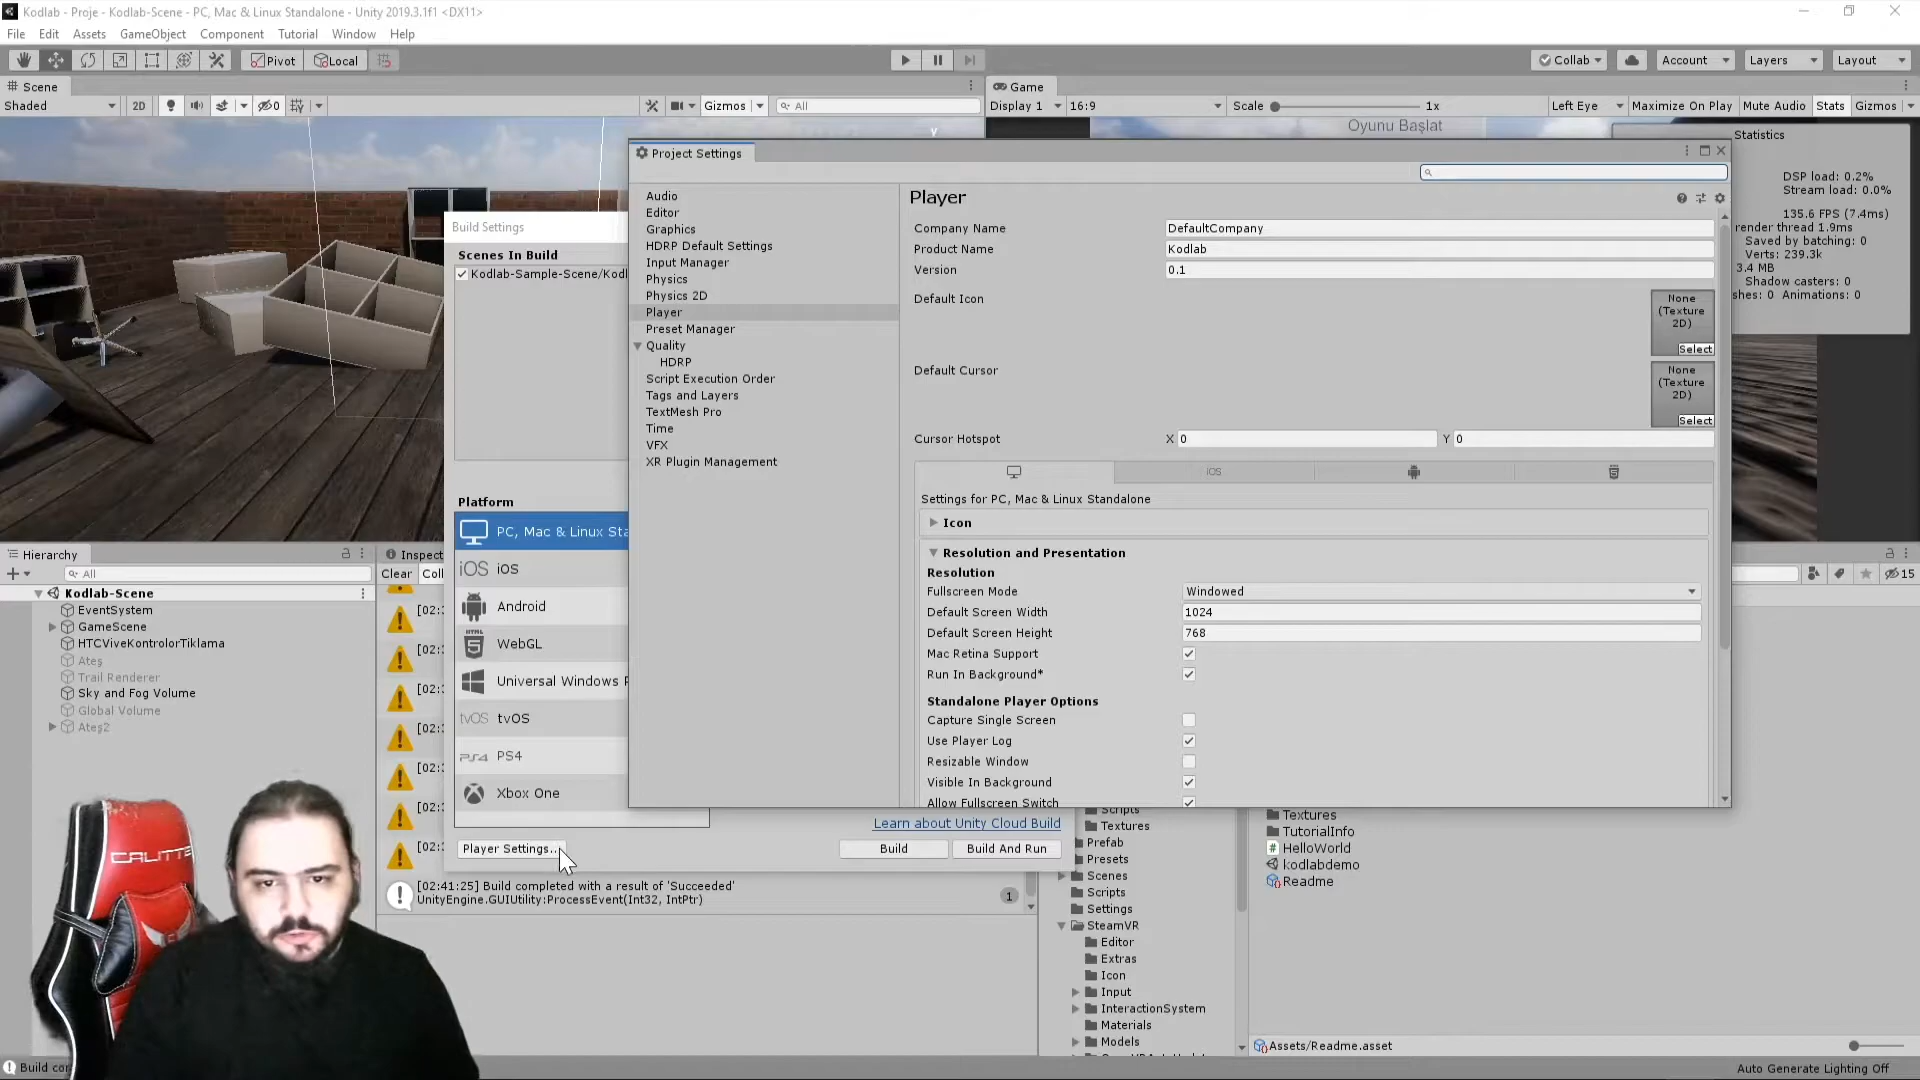 Kodlab - Proje - Kodlab-Scene - PC, Mac & Linux Standalone - Unity 2019.3.1f1 <DX11>
File Edit Assets GameObject Component Tutorial Window Help
Pivot Local Collab Account Layers Layout
Scene
Shaded 2D 0 Gizmos All
Game
Display 1 16:9 Scale 1x Left Eye Maximize On Play Mute Audio Stats Gizmos
y
Oyunu Başlat
Statistics
DSP load: 0.2%
Stream load: 0.0%
135.6 FPS (7.4ms)
render thread 1.9ms
Saved by batching: 0
Verts: 239.3k
3.4 MB
Shadow casters: 0
shes: 0 Animations: 0
Build Settings
Scenes In Build
Kodlab-Sample-Scene/Kodl
Platform
PC, Mac & Linux Sta
iOS iOS
Android
HTML
5 WebGL
Universal Windows P
tvOS tvOS
PS4 PS4
Xbox One
Player Settings...
Learn about Unity Cloud Build
Build
Build And Run
Project Settings
Audio
Editor
Graphics
HDRP Default Settings
Input Manager
Physics
Physics 2D
Player
Preset Manager
Quality
HDRP
Script Execution Order
Tags and Layers
TextMesh Pro
Time
VFX
XR Plugin Management
Player
Company Name DefaultCompany
Product Name Kodlab
Version 0.1
Default Icon
None
(Texture
2D)
Select
Default Cursor
None
(Texture
2D)
Select
Cursor Hotspot X 0 Y 0
iOS
Settings for PC, Mac & Linux Standalone
Icon
Resolution and Presentation
Resolution
Fullscreen Mode Windowed
Default Screen Width 1024
Default Screen Height 768
Mac Retina Support
Run In Background*
Standalone Player Options
Capture Single Screen
Use Player Log
Resizable Window
Visible In Background
Allow Fullscreen Switch
Hierarchy
All
Kodlab-Scene
EventSystem
GameScene
HTCViveKontrolorTiklama
Ateş
Trail Renderer
Sky and Fog Volume
Global Volume
Ateş2
Inspect
Clear Coll
[02:
[02:
[02:
[02:
[02:
[02:
[02:
[02:41:25] Build completed with a result of 'Succeeded'
UnityEngine.GUIUtility:ProcessEvent(Int32, IntPtr)
1
15
Scripts
Textures
Prefab
Presets
Scenes
Scripts
Settings
SteamVR
Editor
Extras
Icon
Input
InteractionSystem
Materials
Models
Textures
TutorialInfo
HelloWorld
kodlabdemo
Readme
Assets/Readme.asset
CALITTE
Build co
Auto Generate Lighting Off